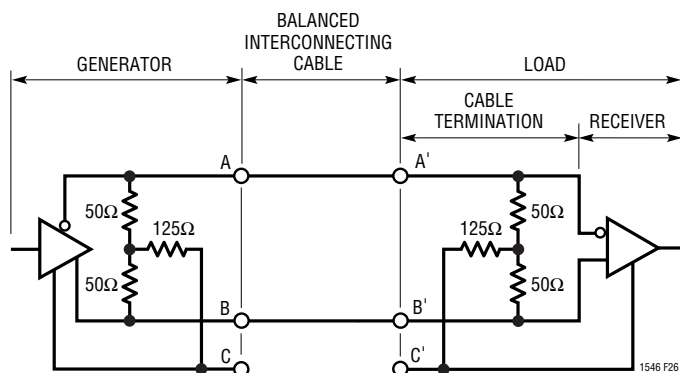 BALANCED
INTERCONNECTING
CABLE
GENERATOR
LOAD
CABLE
TERMINATION
RECEIVER
A
A'
50Ω
125Ω
50Ω
125Ω
50Ω
50Ω
B
B'
C
C'
1546 F26